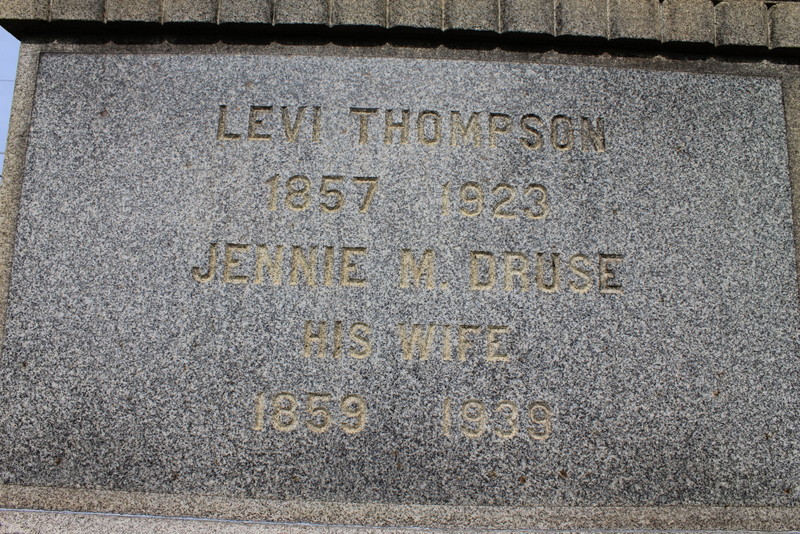 LEVI THOMPSON
1857 1923
JENNIE M. DRUSE
HIS WIFE
1859 1939